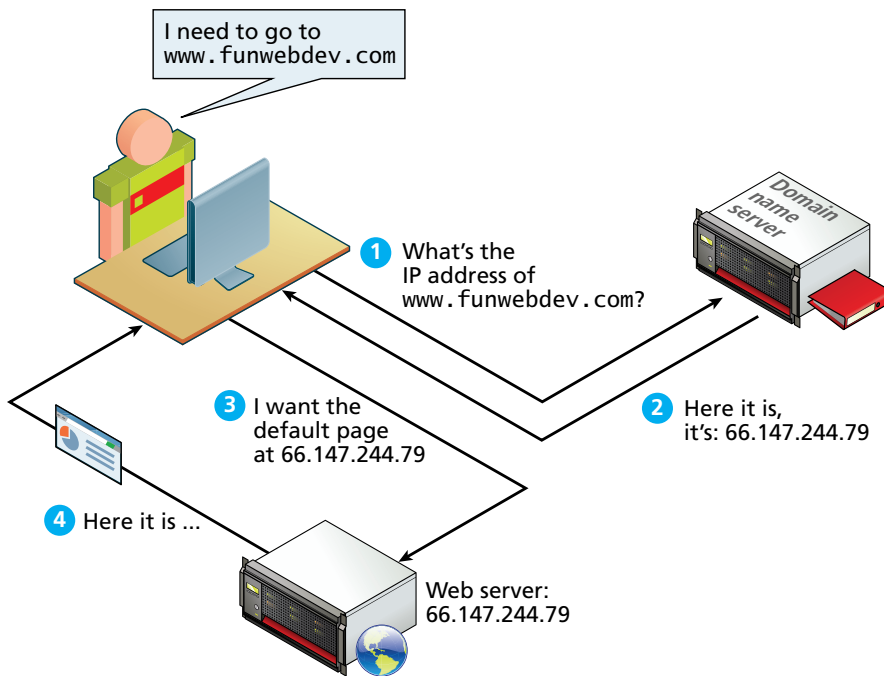 I need to go to
www.funwebdev.com
Domain
name
server
1 What's the
IP address of
www.funwebdev.com?
2 Here it is,
it's: 66.147.244.79
3 I want the
default page
at 66.147.244.79
4 Here it is ...
Web server:
66.147.244.79